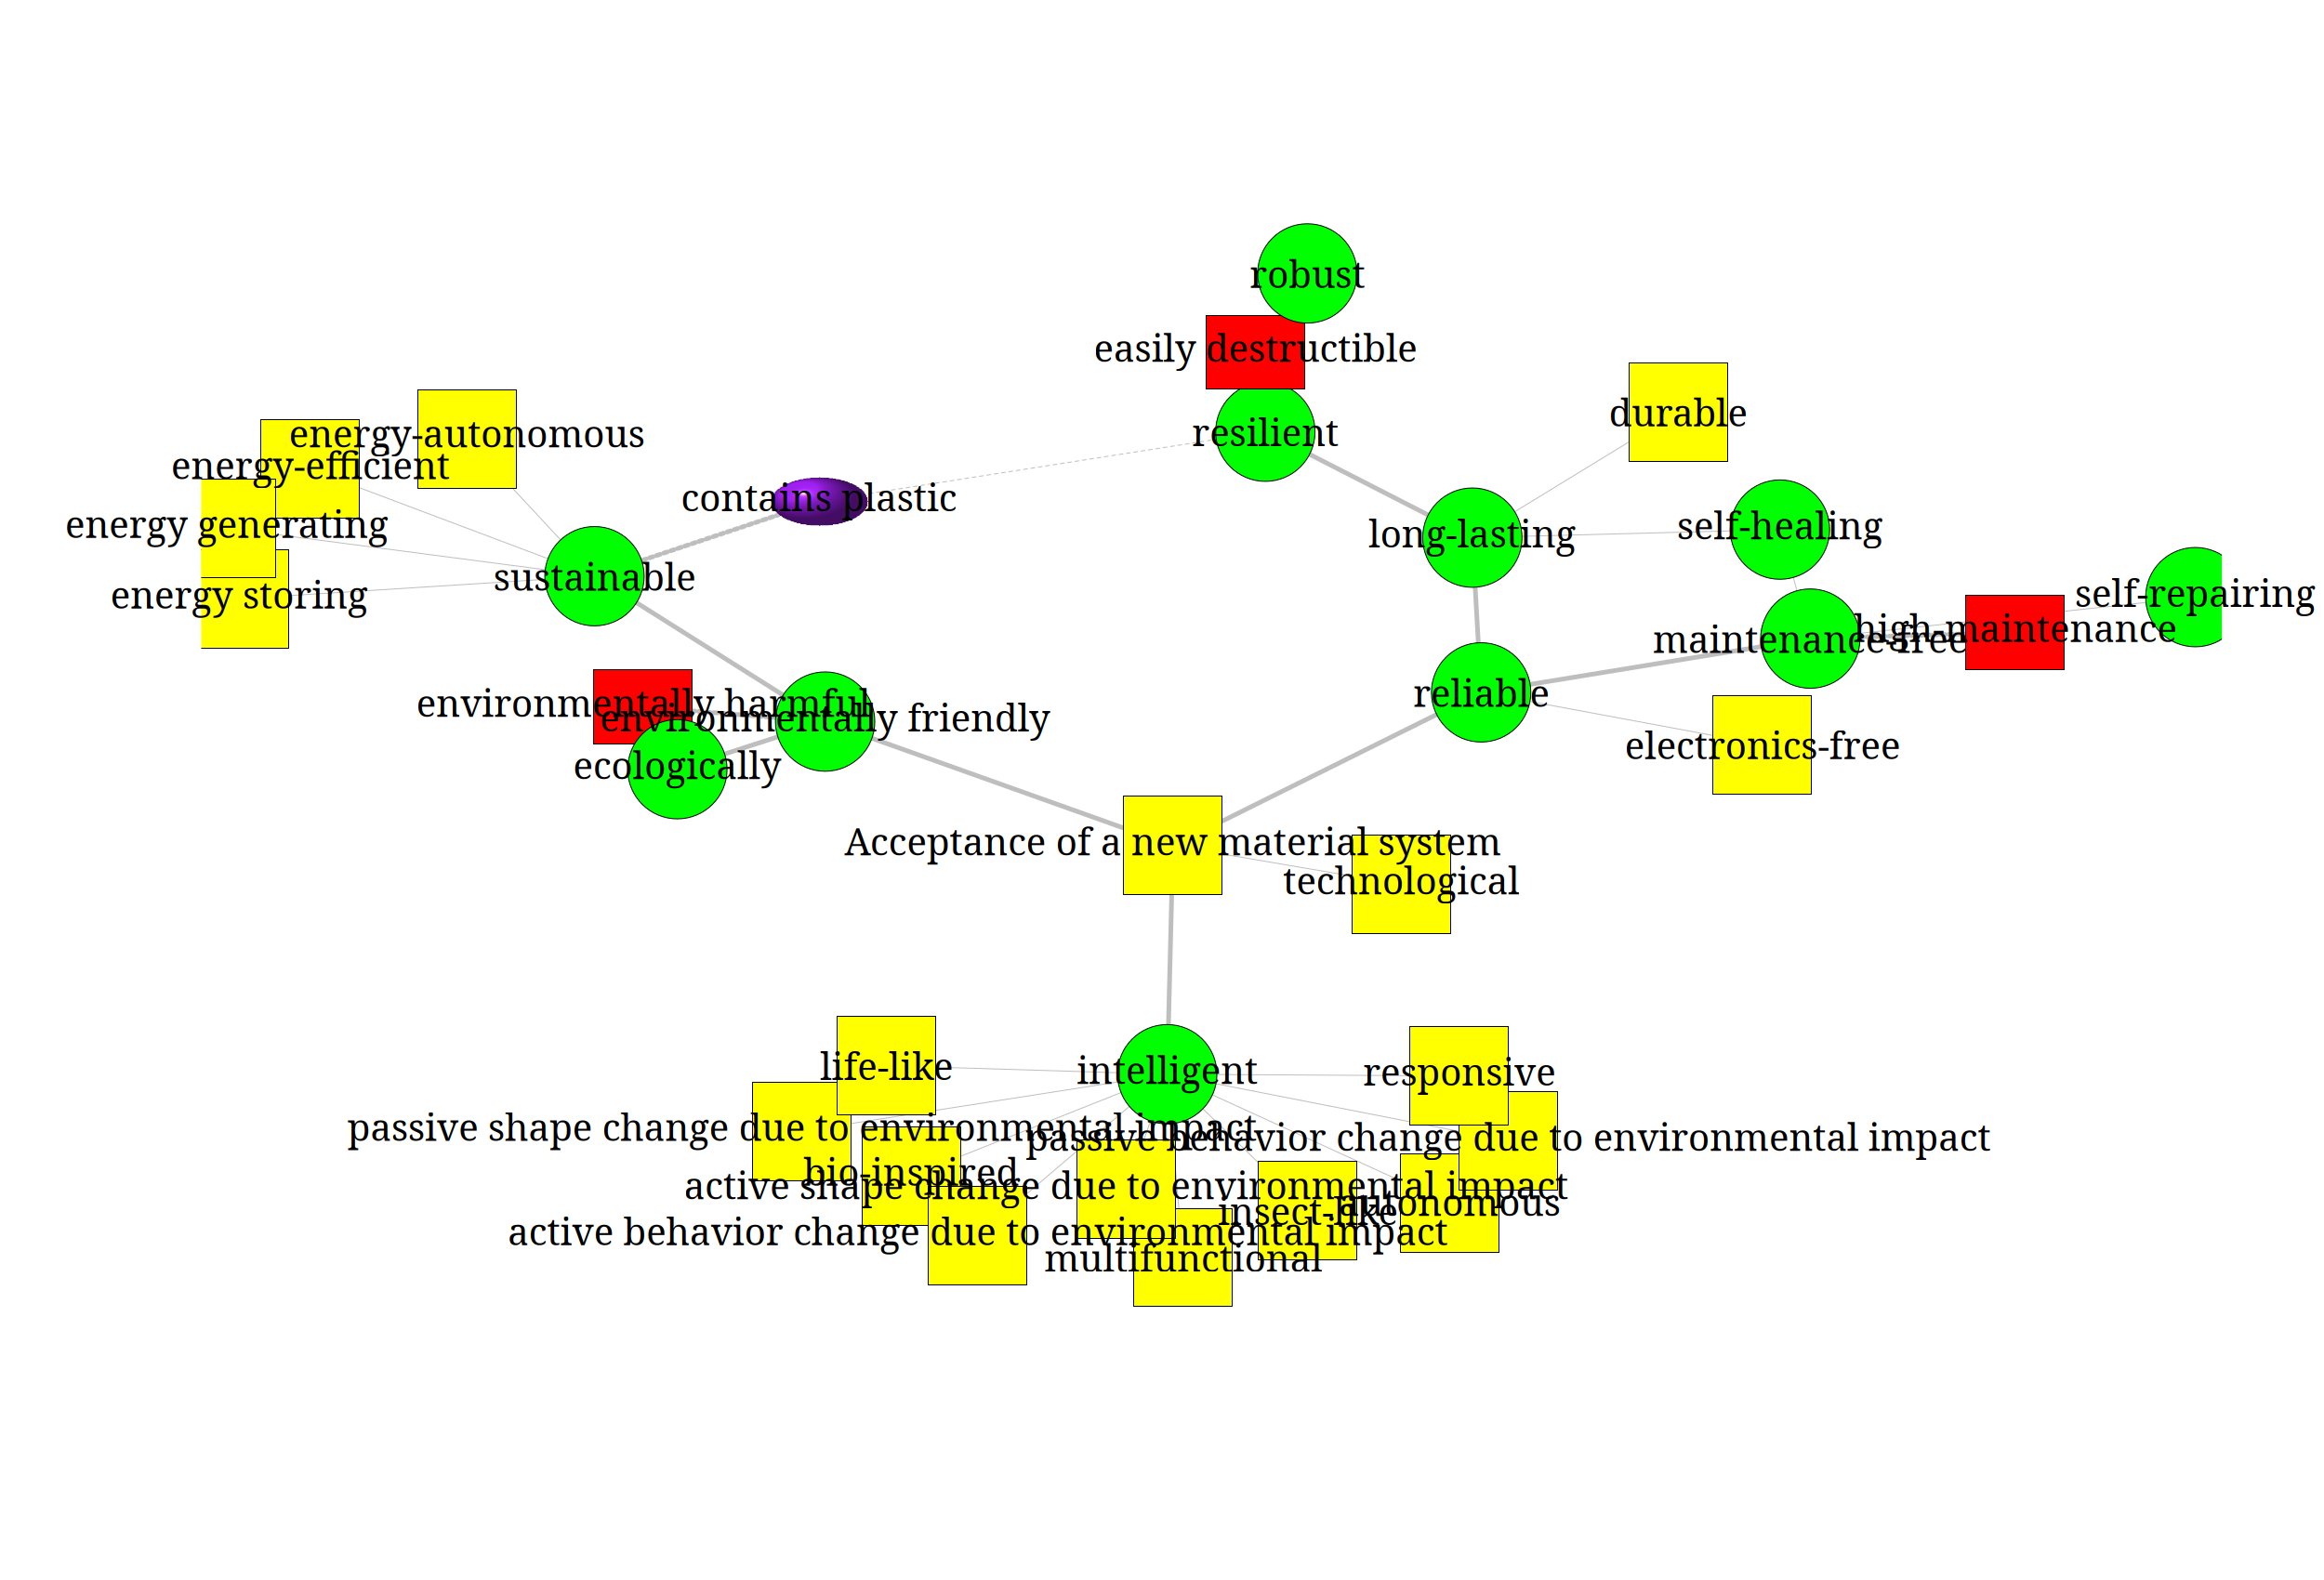 robust
easily destructible
durable
resilient
energy-autonomous
energy-efficient
contains plastic
energy generating
self-healing
long-lasting
sustainable
energy storing
self-repairing
high-maintenance
maintenance-free
reliable
environmentally harmful
environmentally friendly
electronics-free
ecologically
Acceptance of a new material system
technological
life-like
intelligent
responsive
passive shape change due to environmental impact
passive behavior change due to environmental impact
bio-inspired
active shape change due to environmental impact
autonomous
insect-like
active behavior change due to environmental impact
multifunctional